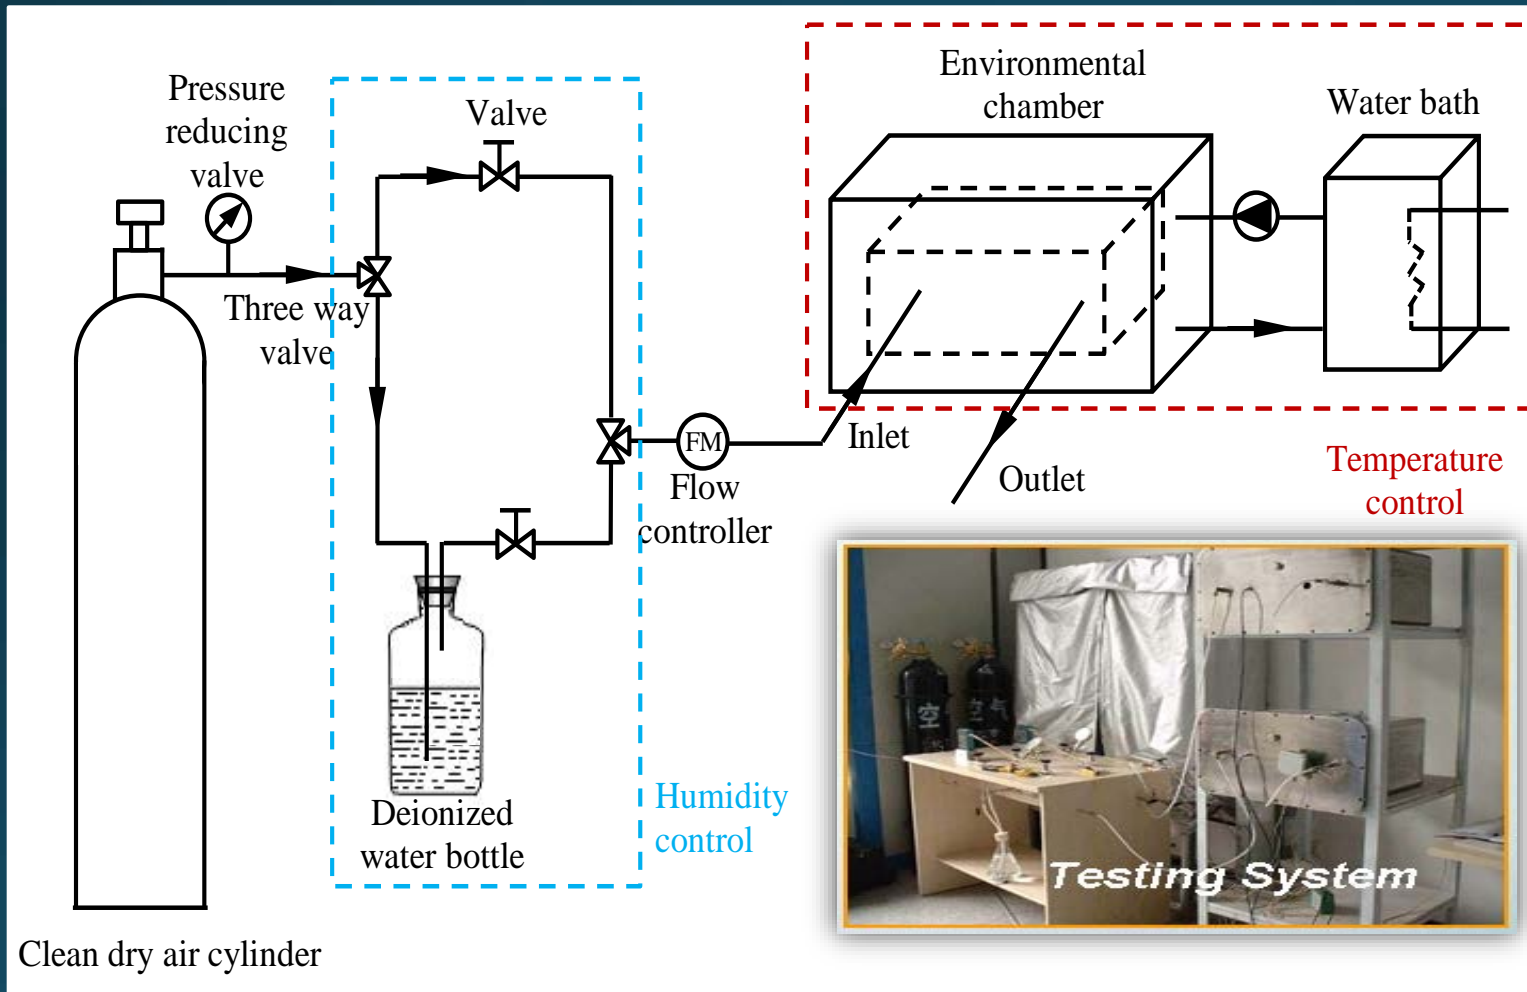 Pressure
reducing
valve
Valve
Environmental
chamber
Water bath
Three way
valve
FM
Flow
controller
Inlet
Outlet
Temperature
control
Deionized
water bottle
Humidity
control
Clean dry air cylinder
空
气
Testing System